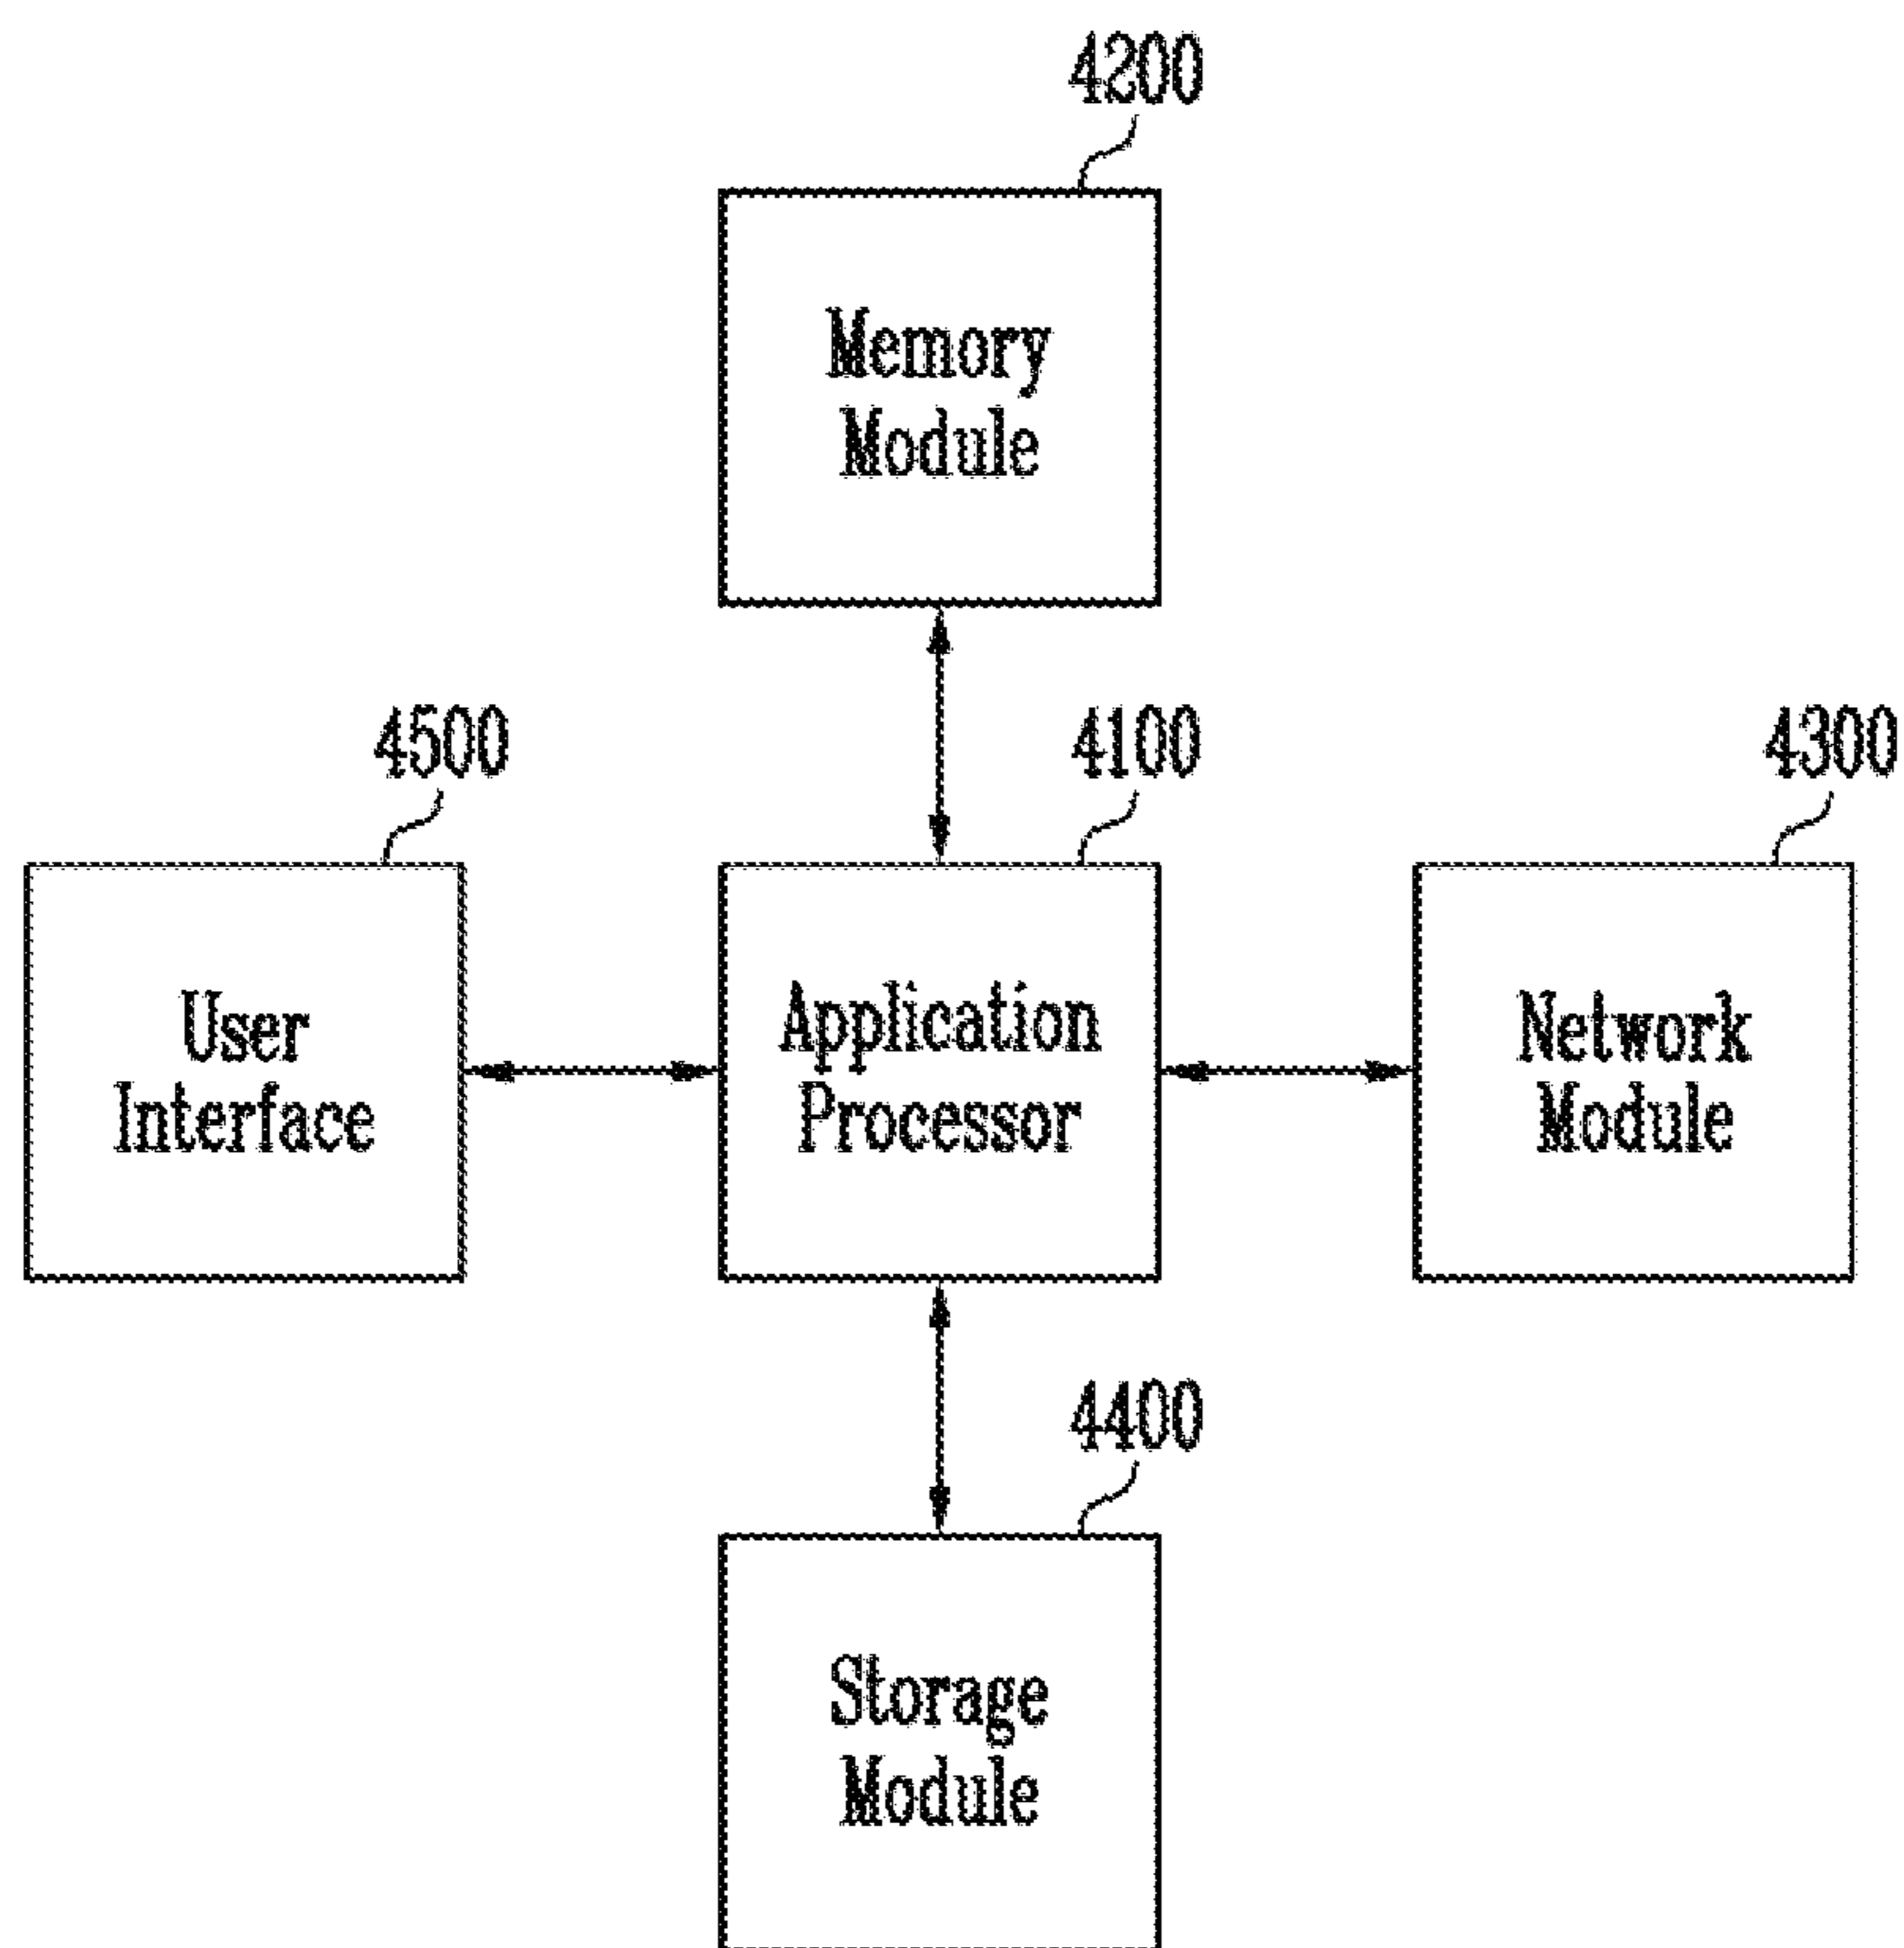 4200
Memory
Module
4500
4100
4300
User
Interface
Application
Processor
Network
Module
4400
Storage
Module